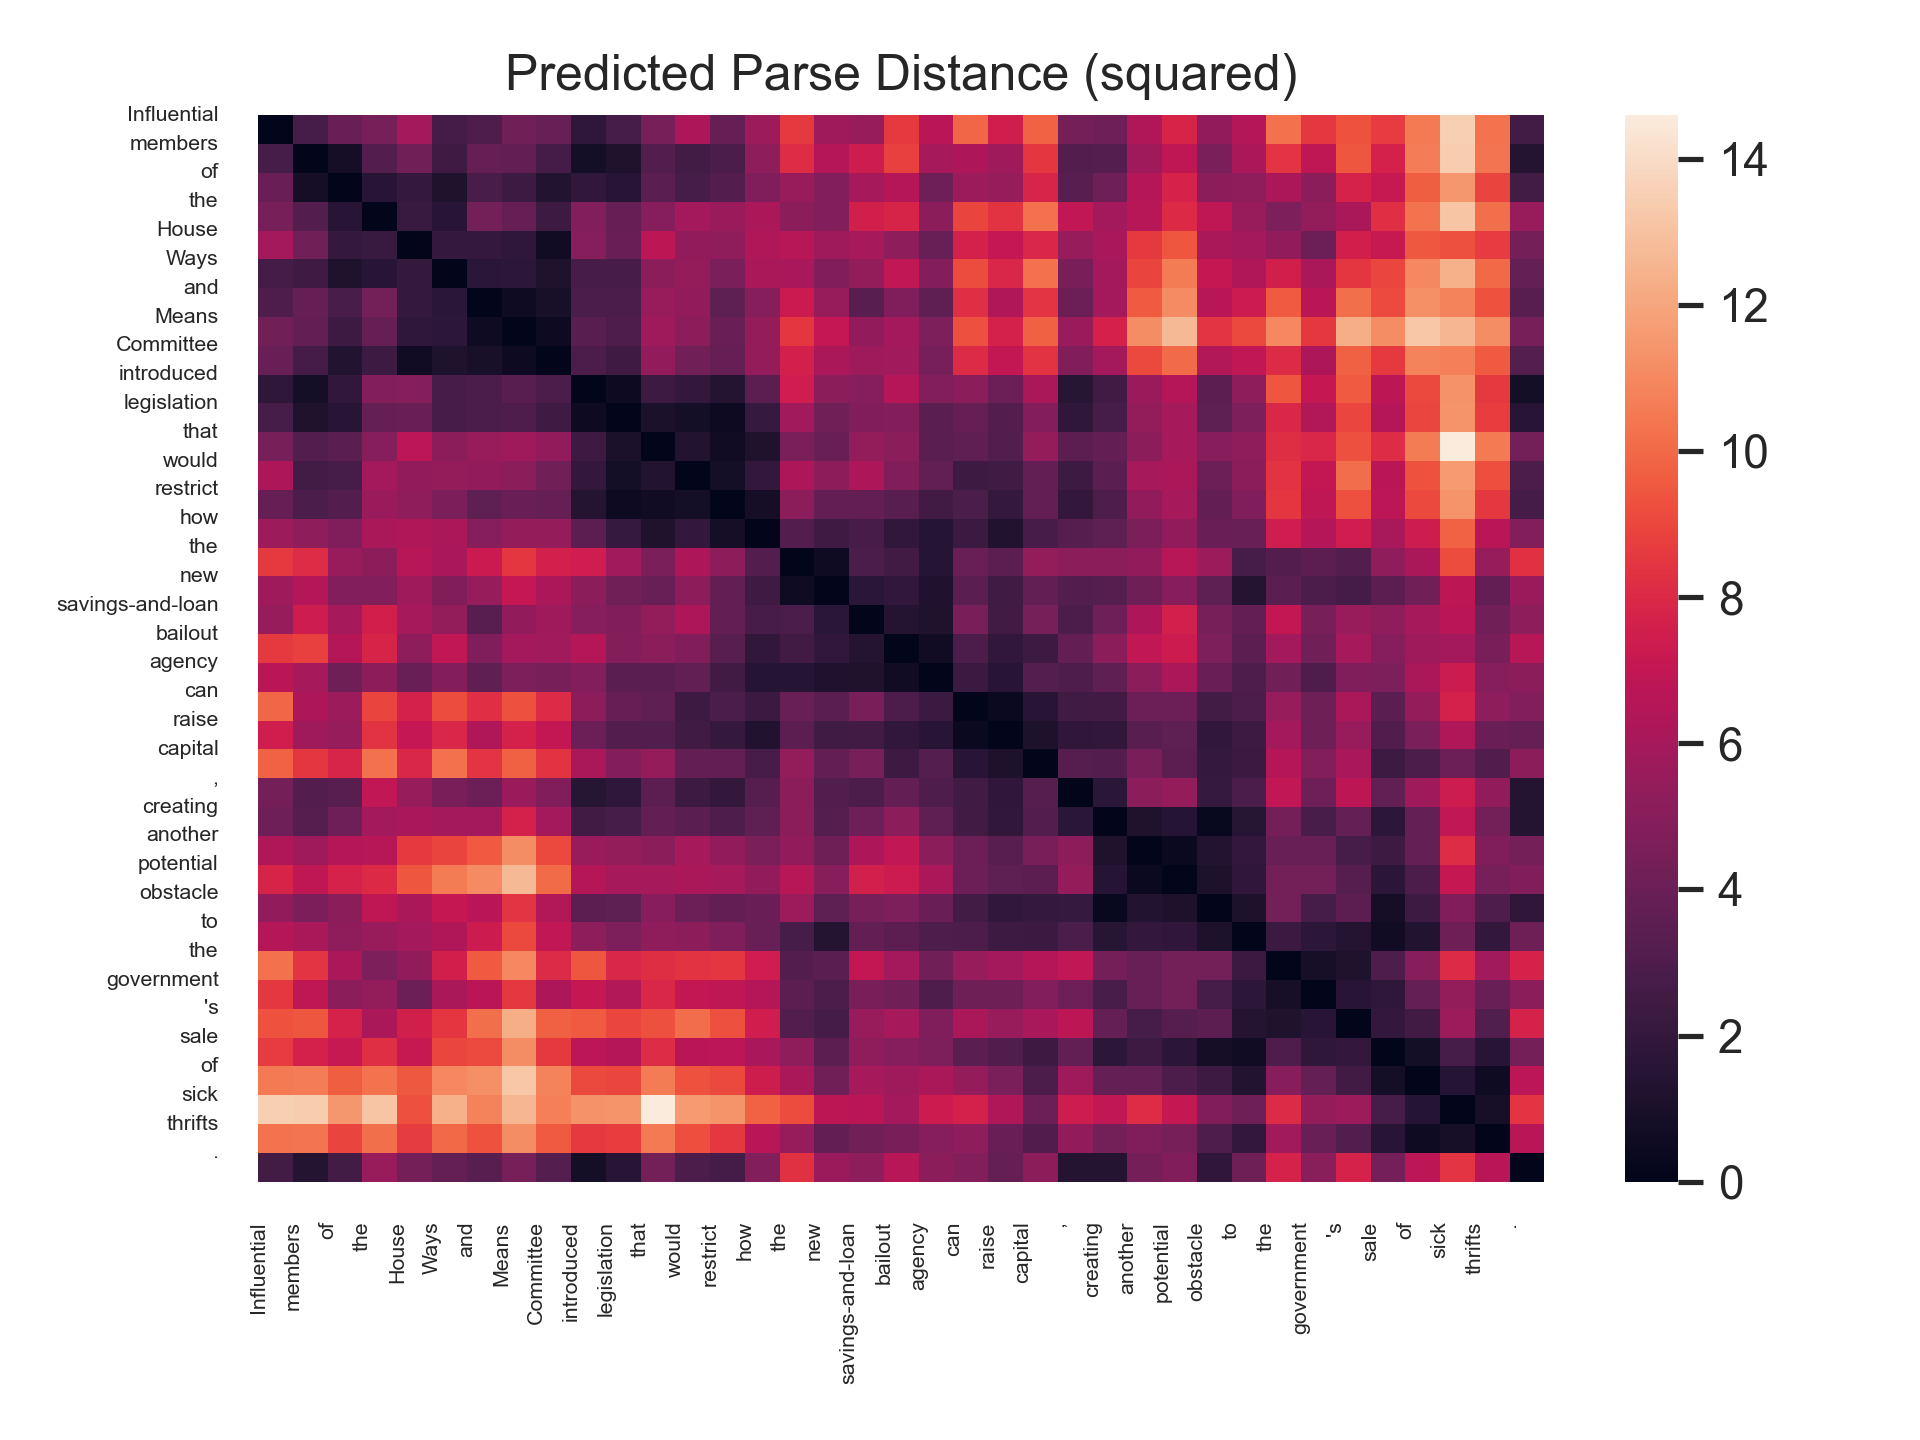 Predicted Parse Distance (squared)
Influential
members
of
the
House
Ways
and
Means
Committee
introduced
legislation
that
would
restrict
how
the
new
savings-and-loan
bailout
agency
can
raise
capital
,
creating
another
potential
obstacle
to
the
government
's
sale
of
sick
thrifts
.
Influential
members
of
the
House
Ways
and
Means
Committee
introduced
legislation
that
would
restrict
how
the
new
savings-and-loan
bailout
agency
can
raise
capital
,
creating
another
potential
obstacle
to
the
government
's
sale
of
sick
thrifts
.
14
12
10
8
6
4
2
0